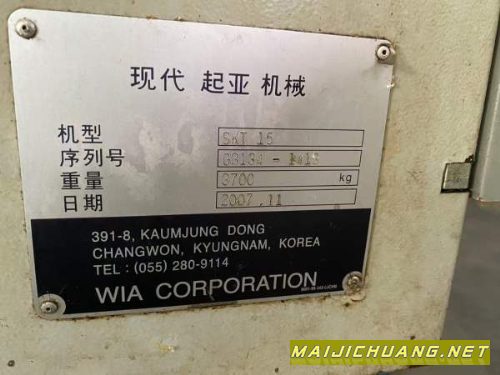 现代 起亚 机械
机型 SKT 15
序列号
重量 3700 kg
日期 2007.11
391-8, KAUMJUNG DONG
CHANGWON, KYUNGNAM, KOREA
TEL : (055) 280-9114
WIA CORPORATION
MAIJICHUANG.NET